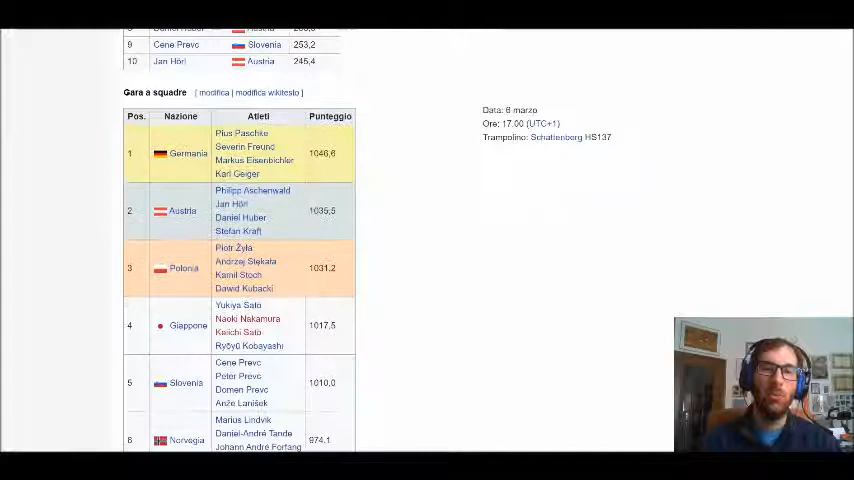 9 Cene Prevc Slovenia 253,2
10 Jan Hörl Austria 245,4
Gara a squadre [ modifica | modifica wikitesto ]
Pos. Nazione Atleti Punteggio
1 Germania 1046,6
Pius Paschke
Severin Freund
Markus Eisenbichler
Karl Geiger
2 Austria 1035,5
Philipp Aschenwald
Jan Hörl
Daniel Huber
Stefan Kraft
3 Polonia 1031,2
Piotr Żyła
Andrzej Stękała
Kamil Stoch
Dawid Kubacki
4 Giappone 1017,5
Yukiya Satō
Naoki Nakamura
Keiichi Satō
Ryōyū Kobayashi
5 Slovenia 1010,0
Cene Prevc
Peter Prevc
Domen Prevc
Anže Lanišek
6 Norvegia 974,1
Marius Lindvik
Daniel-André Tande
Johann André Forfang
Data: 6 marzo
Ore: 17.00 (UTC+1)
Trampolino: Schattenberg HS137